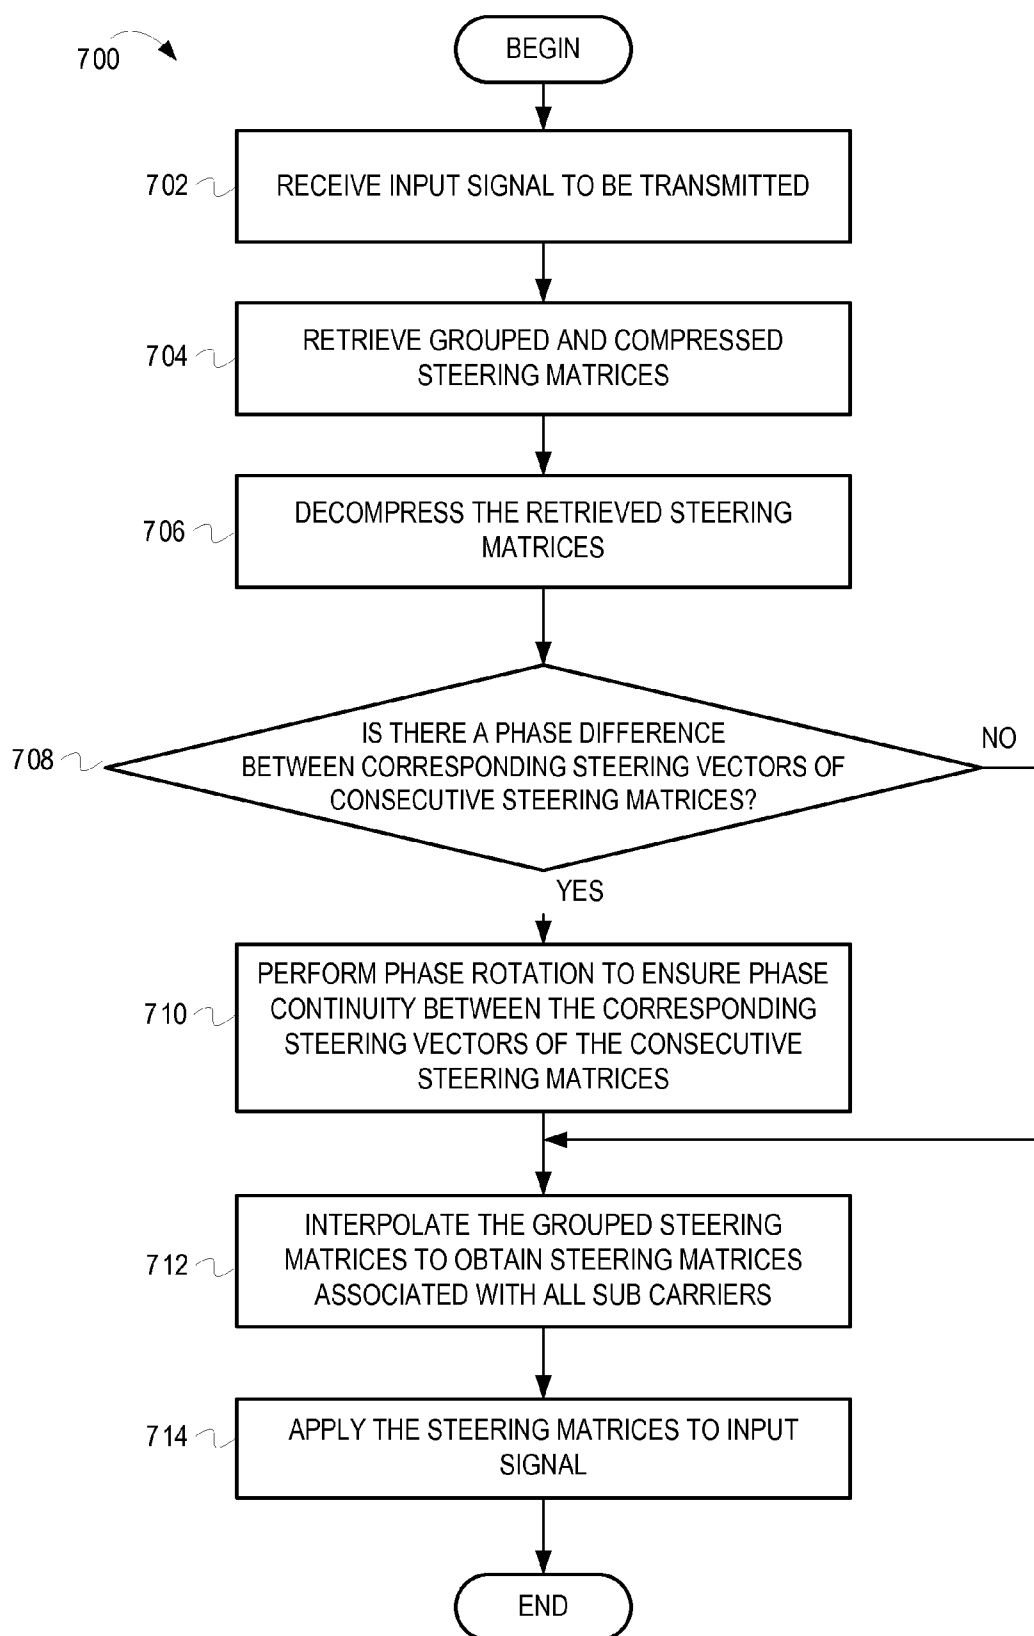 700
BEGIN
702
RECEIVE INPUT SIGNAL TO BE TRANSMITTED
704
RETRIEVE GROUPED AND COMPRESSED
STEERING MATRICES
706
DECOMPRESS THE RETRIEVED STEERING
MATRICES
708
IS THERE A PHASE DIFFERENCE
BETWEEN CORRESPONDING STEERING VECTORS OF
CONSECUTIVE STEERING MATRICES?
NO
YES
710
PERFORM PHASE ROTATION TO ENSURE PHASE
CONTINUITY BETWEEN THE CORRESPONDING
STEERING VECTORS OF THE CONSECUTIVE
STEERING MATRICES
712
INTERPOLATE THE GROUPED STEERING
MATRICES TO OBTAIN STEERING MATRICES
ASSOCIATED WITH ALL SUB CARRIERS
714
APPLY THE STEERING MATRICES TO INPUT
SIGNAL
END